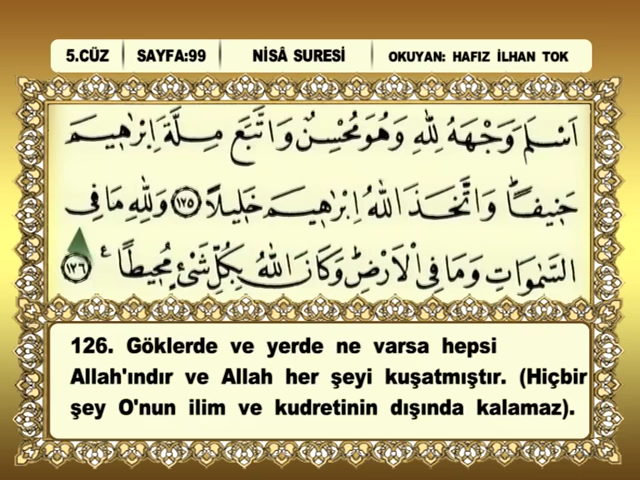 5.CÜZ SAYFA:99 NİSÂ SURESİ OKUYAN: HAFIZ İLHAN TOK
اَسْلَمَ وَجْهَهُ لِلّٰهِ وَهُوَ مُحْسِنٌ وَاتَّبَعَ مِلَّةَ اِبْرٰه۪يمَ
حَن۪يفًاۜ وَاتَّخَذَ اللّٰهُ اِبْرٰه۪يمَ خَل۪يلًا ١٢٥ وَلِلّٰهِ مَا فِي
السَّمٰوَاتِ وَمَا فِي الْاَرْضِۜ وَكَانَ اللّٰهُ بِكُلِّ شَيْءٍ مُح۪يطًا ع ١٢٦
126. Göklerde ve yerde ne varsa hepsi
Allah'ındır ve Allah her şeyi kuşatmıştır. (Hiçbir
şey O'nun ilim ve kudretinin dışında kalamaz).